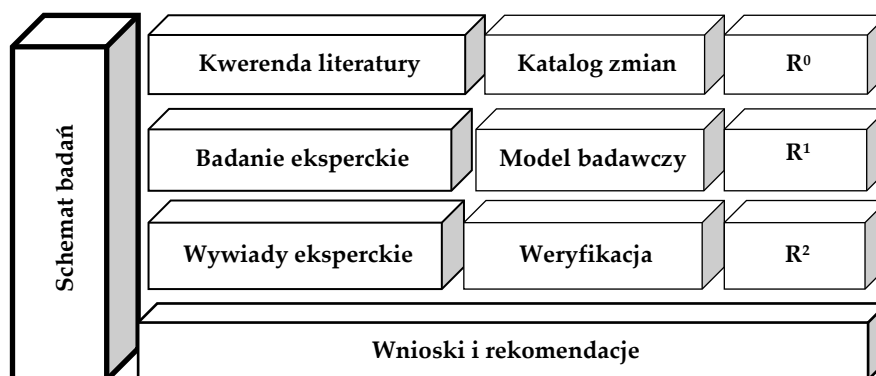 Schemat badań
Kwerenda literatury
Katalog zmian
R⁰
Badanie eksperckie
Model badawczy
R¹
Wywiady eksperckie
Weryfikacja
R²
Wnioski i rekomendacje